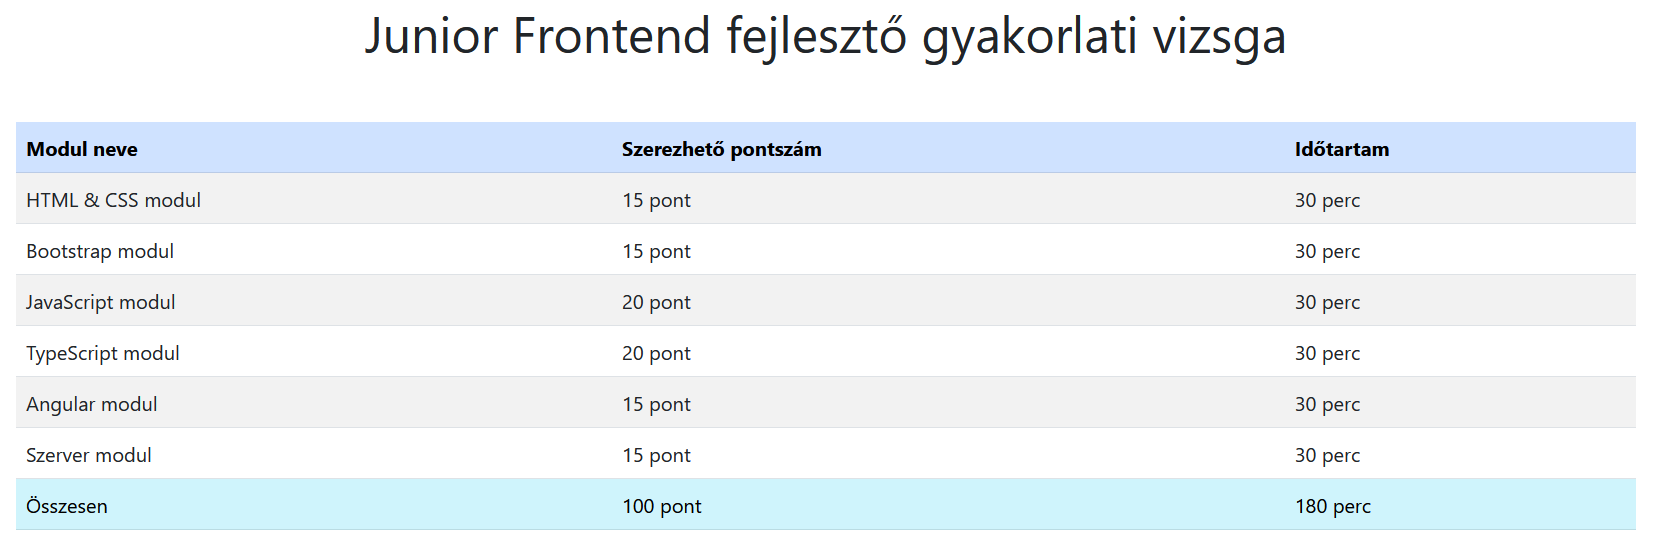 Junior Frontend fejlesztő gyakorlati vizsga
Modul neve Szerezhető pontszám Időtartam
HTML & CSS modul 15 pont 30 perc
Bootstrap modul 15 pont 30 perc
JavaScript modul 20 pont 30 perc
TypeScript modul 20 pont 30 perc
Angular modul 15 pont 30 perc
Szerver modul 15 pont 30 perc
Összesen 100 pont 180 perc